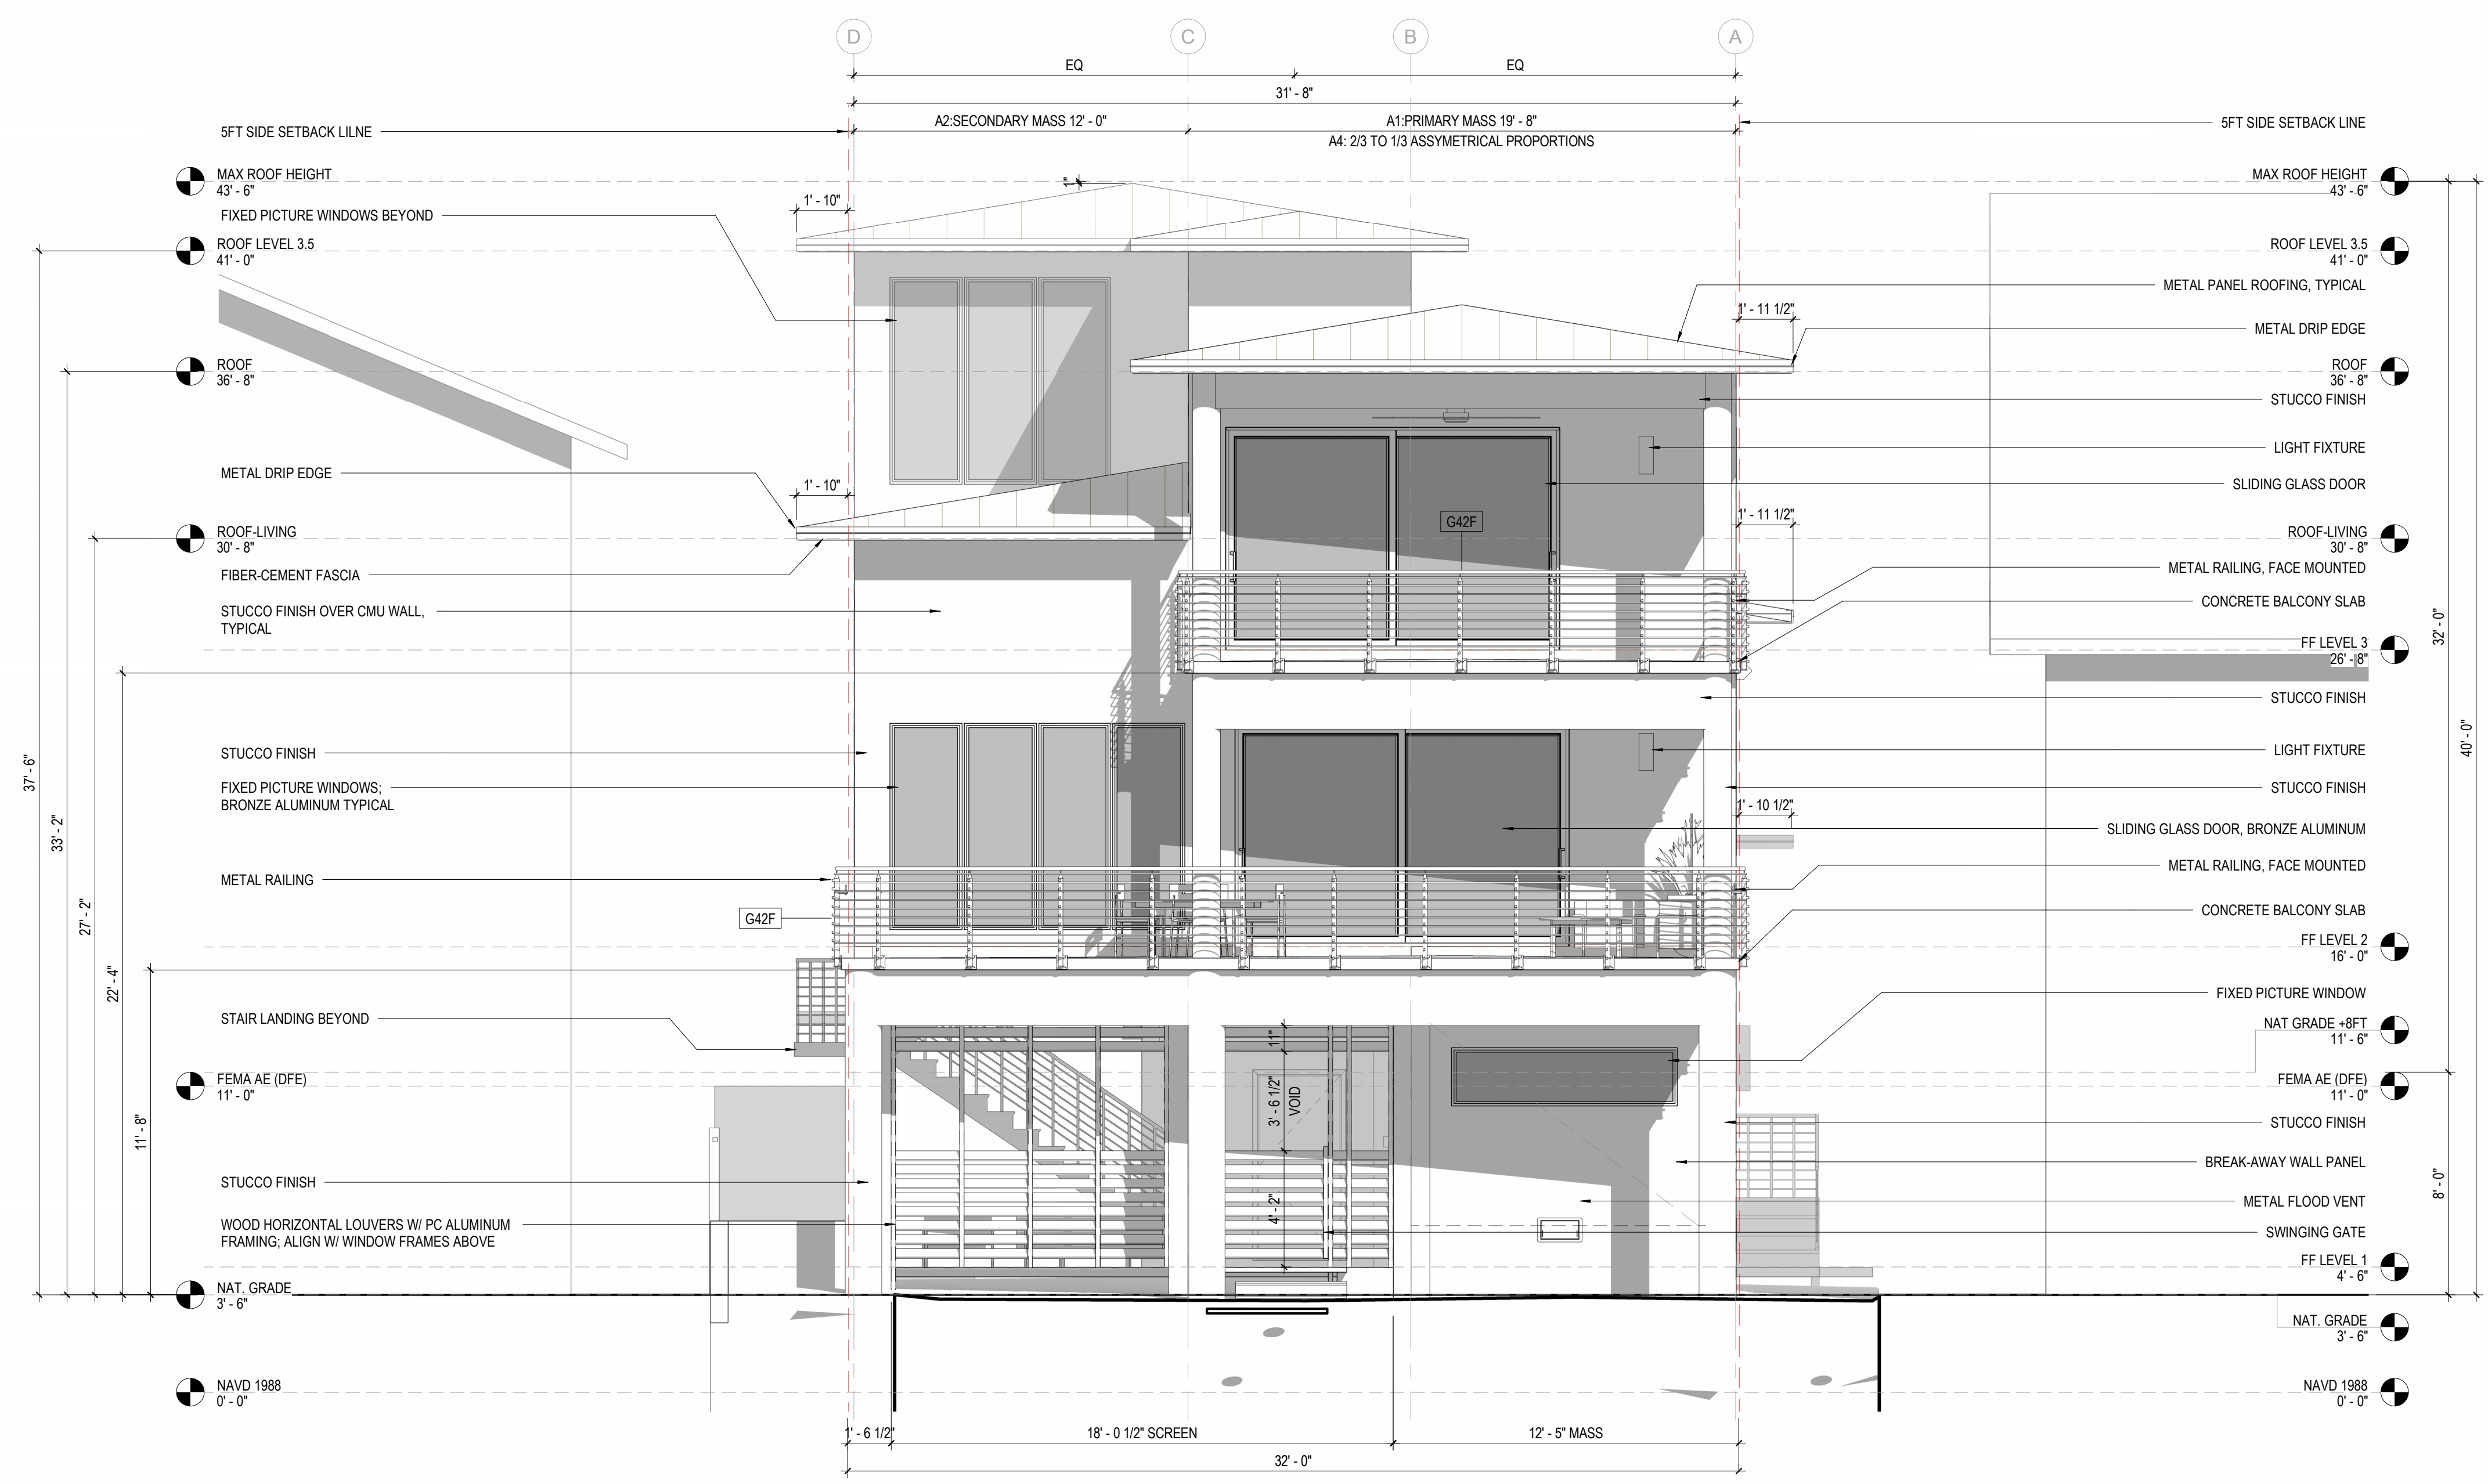 D
C
B
A
EQ
EQ
31' - 8"
A2:SECONDARY MASS 12' - 0"
A1:PRIMARY MASS 19' - 8"
A4: 2/3 TO 1/3 ASSYMETRICAL PROPORTIONS
5FT SIDE SETBACK LILNE
MAX ROOF HEIGHT
43' - 6"
FIXED PICTURE WINDOWS BEYOND
ROOF LEVEL 3.5
41' - 0"
ROOF
36' - 8"
METAL DRIP EDGE
ROOF-LIVING
30' - 8"
FIBER-CEMENT FASCIA
STUCCO FINISH OVER CMU WALL,
TYPICAL
STUCCO FINISH
FIXED PICTURE WINDOWS;
BRONZE ALUMINUM TYPICAL
METAL RAILING
G42F
STAIR LANDING BEYOND
FEMA AE (DFE)
11' - 0"
STUCCO FINISH
WOOD HORIZONTAL LOUVERS W/ PC ALUMINUM
FRAMING; ALIGN W/ WINDOW FRAMES ABOVE
NAT. GRADE
3' - 6"
NAVD 1988
0' - 0"
37' - 6"
33' - 2"
27' - 2"
22' - 4"
11' - 8"
1' - 10"
1"
1' - 10"
G42F
11"
3' - 6 1/2"
VOID
4' - 2"
1' - 11 1/2"
1' - 11 1/2"
1' - 10 1/2"
5FT SIDE SETBACK LINE
MAX ROOF HEIGHT
43' - 6"
ROOF LEVEL 3.5
41' - 0"
METAL PANEL ROOFING, TYPICAL
METAL DRIP EDGE
ROOF
36' - 8"
STUCCO FINISH
LIGHT FIXTURE
SLIDING GLASS DOOR
ROOF-LIVING
30' - 8"
METAL RAILING, FACE MOUNTED
CONCRETE BALCONY SLAB
FF LEVEL 3
26' - 8"
STUCCO FINISH
LIGHT FIXTURE
STUCCO FINISH
SLIDING GLASS DOOR, BRONZE ALUMINUM
METAL RAILING, FACE MOUNTED
CONCRETE BALCONY SLAB
FF LEVEL 2
16' - 0"
FIXED PICTURE WINDOW
NAT GRADE +8FT
11' - 6"
FEMA AE (DFE)
11' - 0"
STUCCO FINISH
BREAK-AWAY WALL PANEL
METAL FLOOD VENT
SWINGING GATE
FF LEVEL 1
4' - 6"
NAT. GRADE
3' - 6"
NAVD 1988
0' - 0"
32' - 0"
40' - 0"
8' - 0"
1' - 6 1/2"
18' - 0 1/2" SCREEN
12' - 5" MASS
32' - 0"